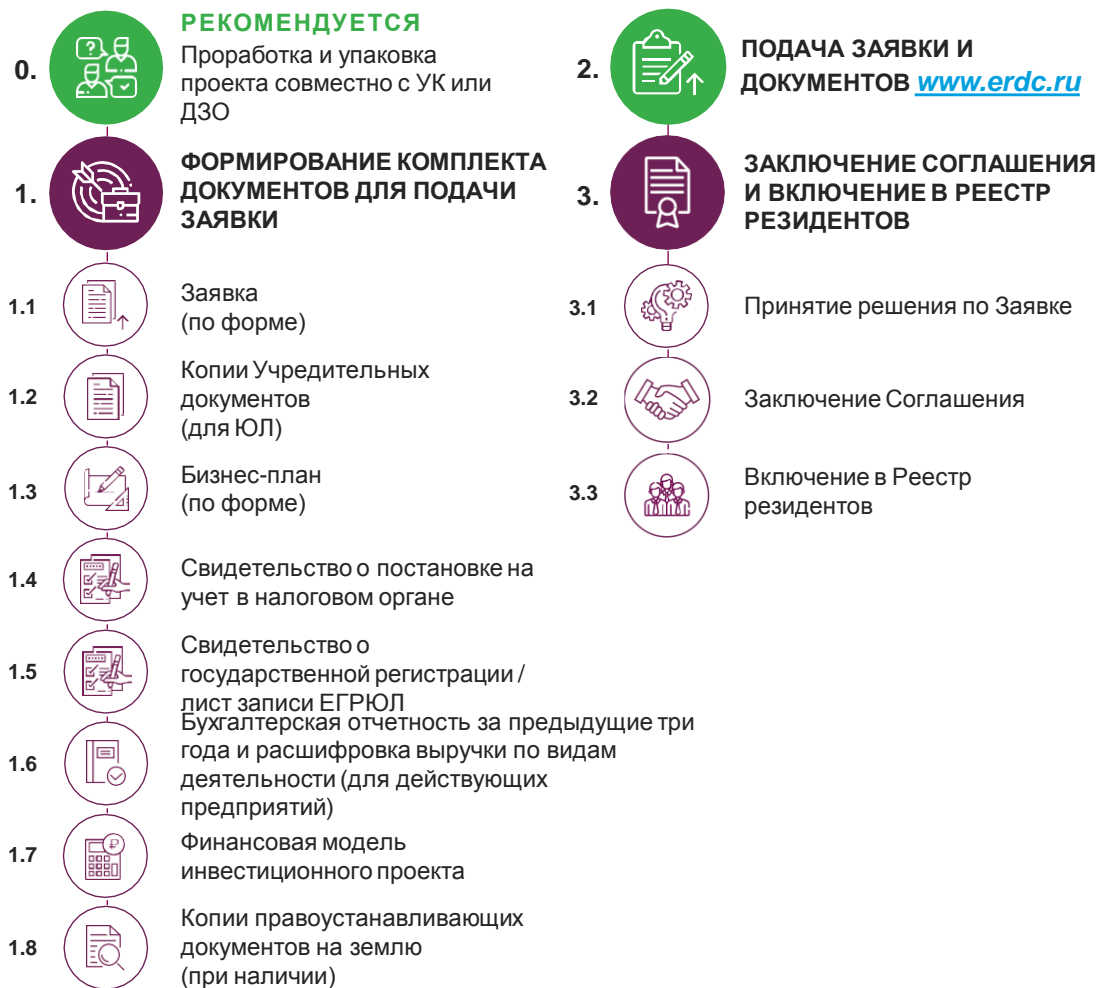 0.
РЕКОМЕНДУЕТСЯ
Проработка и упаковка
проекта совместно с УК или
ДЗО
1.
ФОРМИРОВАНИЕ КОМПЛЕКТА
ДОКУМЕНТОВ ДЛЯ ПОДАЧИ
ЗАЯВКИ
1.1
Заявка
(по форме)
1.2
Копии Учредительных
документов
(для ЮЛ)
1.3
Бизнес-план
(по форме)
1.4
Свидетельство о постановке на
учет в налоговом органе
1.5
Свидетельство о
государственной регистрации /
лист записи ЕГРЮЛ
1.6
Бухгалтерская отчетность за предыдущие три
года и расшифровка выручки по видам
деятельности (для действующих
предприятий)
1.7
Финансовая модель
инвестиционного проекта
1.8
Копии правоустанавливающих
документов на землю
(при наличии)
2.
ПОДАЧА ЗАЯВКИ И
ДОКУМЕНТОВ www.erdc.ru
3.
ЗАКЛЮЧЕНИЕ СОГЛАШЕНИЯ
И ВКЛЮЧЕНИЕ В РЕЕСТР
РЕЗИДЕНТОВ
3.1
Принятие решения по Заявке
3.2
Заключение Соглашения
3.3
Включение в Реестр
резидентов